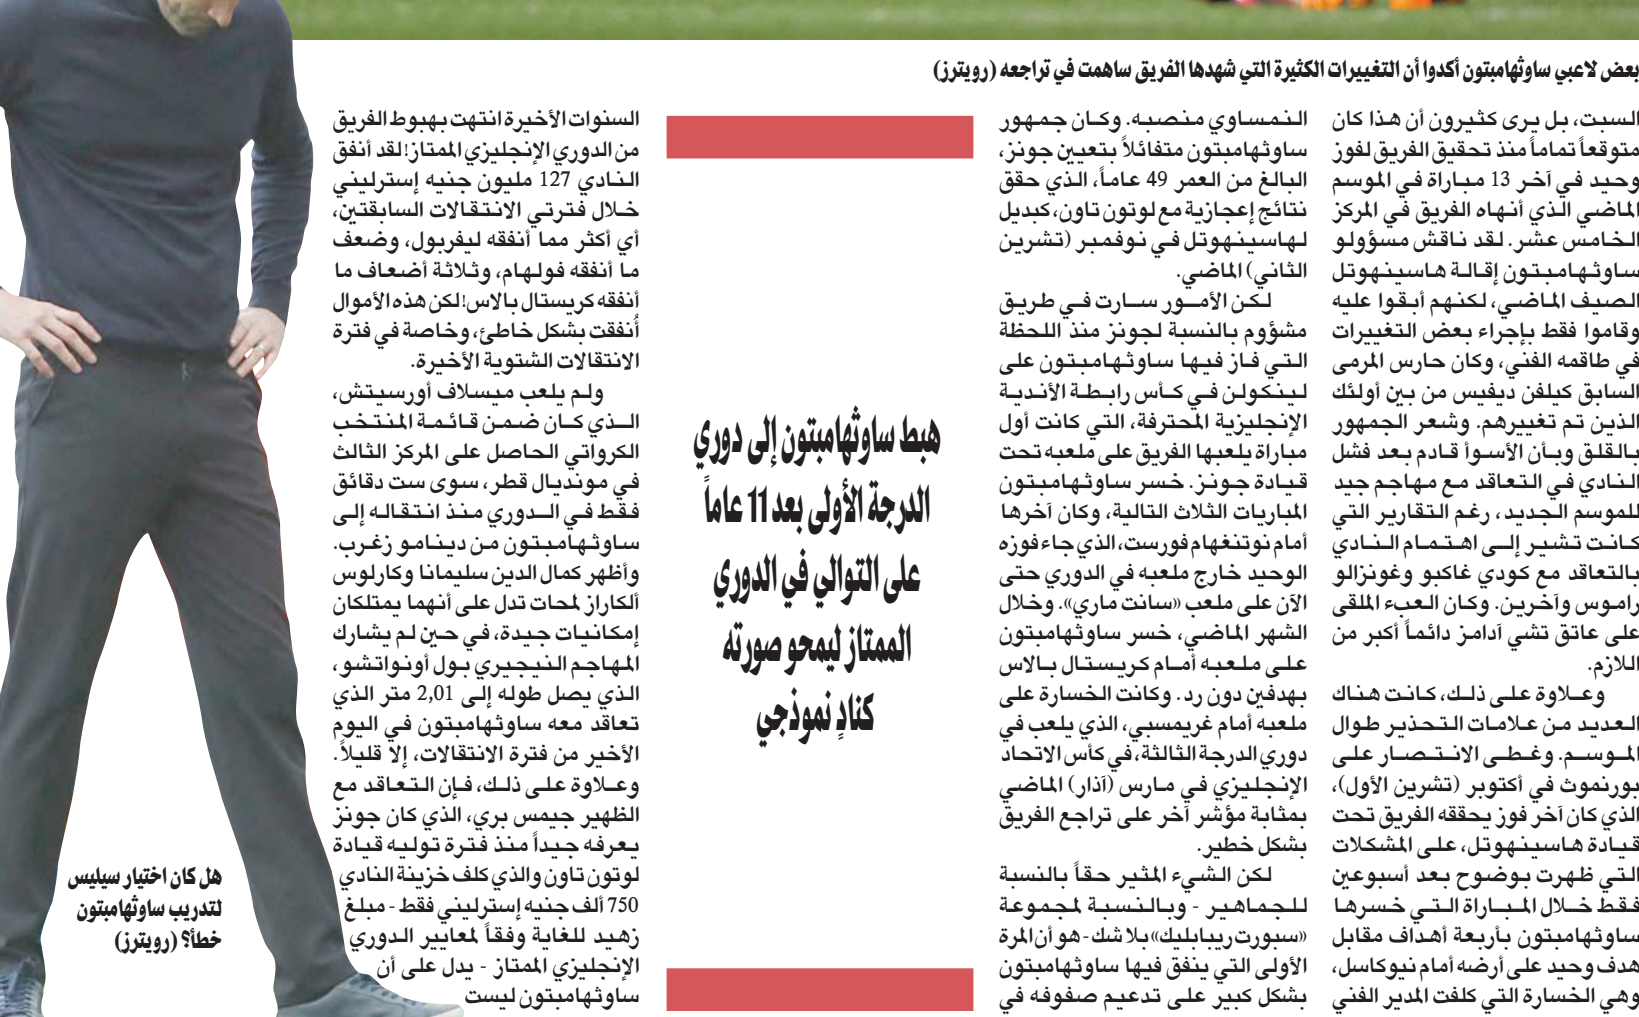 بعض لاعبي ساوثهامبتون أكدوا أن التغييرات الكثيرة التي شهدها الفريق ساهمت في تراجعه (رويترز)
السبت، بل يرى كثيرون أن هذا كان
متوقعاً تماماً منذ تحقيق الفريق لفوز
وحيد في آخر 13 مباراة في الموسم
الماضي الذي أنهاه الفريق في المركز
الخامس عشر. لقد ناقش مسؤولو
ساوثهامبتون إقالة هاسينهوتل
الصيف الماضي، لكنهم أبقوا عليه
وقاموا فقط بإجراء بعض التغييرات
في طاقمه الفني، وكان حارس المرمى
السابق كيلفن ديفيس من بين أولئك
الذين تم تغييرهم. وشعر الجمهور
بالقلق وبأن الأسوأ قادم بعد فشل
النادي في التعاقد مع مهاجم جيد
للموسم الجديد، رغم التقارير التي
كانت تشير إلى اهتمام النادي
بالتعاقد مع كودي غاكبو وغونزالو
راموس وآخرين. وكان العبء الملقى
على عاتق تشي آدامز دائماً أكبر من
اللازم.
وعلاوة على ذلك، كانت هناك
العديد من علامات التحذير طوال
الموسم. وغطى الانتصار على
بورنموث في أكتوبر (تشرين الأول)،
الذي كان آخر فوز يحققه الفريق تحت
قيادة هاسينهوتل، على المشكلات
التي ظهرت بوضوح بعد أسبوعين
فقط خلال المباراة التي خسرها
ساوثهامبتون بأربعة أهداف مقابل
هدف وحيد على أرضه أمام نيوكاسل،
وهي الخسارة التي كلفت المدير الفني
النمساوي منصبه. وكان جمهور
ساوثهامبتون متفائلاً بتعيين جونز،
البالغ من العمر 49 عاماً، الذي حقق
نتائج إعجازية مع لوتون تاون، كبديل
لهاسينهوتل في نوفمبر (تشرين
الثاني) الماضي.
لكن الأمور سارت في طريق
مشؤوم بالنسبة لجونز منذ اللحظة
التي فاز فيها ساوثهامبتون على
لينكولن في كأس رابطة الأندية
الإنجليزية المحترفة، التي كانت أول
مباراة يلعبها الفريق على ملعبه تحت
قيادة جونز. خسر ساوثهامبتون
المباريات الثلاث التالية، وكان آخرها
أمام نوتنغهام فورست، الذي جاء فوزه
الوحيد خارج ملعبه في الدوري حتى
الآن على ملعب «سانت ماري». وخلال
الشهر الماضي، خسر ساوثهامبتون
على ملعبه أمام كريستال بالاس
بهدفين دون رد. وكانت الخسارة على
ملعبه أمام غريمسبي، الذي يلعب في
دوري الدرجة الثالثة، في كأس الاتحاد
الإنجليزي في مارس (آذار) الماضي
بمثابة مؤشر آخر على تراجع الفريق
بشكل خطير.
لكن الشيء المثير حقاً بالنسبة
للجماهير - وبالنسبة لمجموعة
«سبورت ريبابليك» بلا شك - هو أن المرة
الأولى التي ينفق فيها ساوثهامبتون
بشكل كبير على تدعيم صفوفه في
هبط ساوثهامبتون إلى دوري
الدرجة الأولى بعد 11 عاماً
على التوالي في الدوري
الممتاز ليمحو صورته
كنادٍ نموذجي
السنوات الأخيرة انتهت بهبوط الفريق
من الدوري الإنجليزي الممتاز! لقد أنفق
النادي 127 مليون جنيه إسترليني
خلال فترتي الانتقالات السابقتين،
أي أكثر مما أنفقه ليفربول، وضعف
ما أنفقه فولهام، وثلاثة أضعاف ما
أنفقه كريستال بالاس! لكن هذه الأموال
أُنفقت بشكل خاطئ، وخاصة في فترة
الانتقالات الشتوية الأخيرة.
ولم يلعب ميسلاف أورسيتش،
الذي كان ضمن قائمة المنتخب
الكرواتي الحاصل على المركز الثالث
في مونديال قطر، سوى ست دقائق
فقط في الدوري منذ انتقاله إلى
ساوثهامبتون من دينامو زغرب.
وأظهر كمال الدين سليمانا وكارلوس
ألكاراز لمحات تدل على أنهما يمتلكان
إمكانيات جيدة، في حين لم يشارك
المهاجم النيجيري بول أونواتشو،
الذي يصل طوله إلى 2,01 متر الذي
تعاقد معه ساوثهامبتون في اليوم
الأخير من فترة الانتقالات، إلا قليلاً.
وعلاوة على ذلك، فإن التعاقد مع
الظهير جيمس بري، الذي كان جونز
يعرفه جيداً منذ فترة توليه قيادة
لوتون تاون والذي كلف خزينة النادي
750 ألف جنيه إسترليني فقط - مبلغ
زهيد للغاية وفقاً لمعايير الدوري
الإنجليزي الممتاز - يدل على أن
ساوثهامبتون ليست
هل كان اختيار سيليس
لتدريب ساوثهامبتون
خطأ؟ (رويترز)